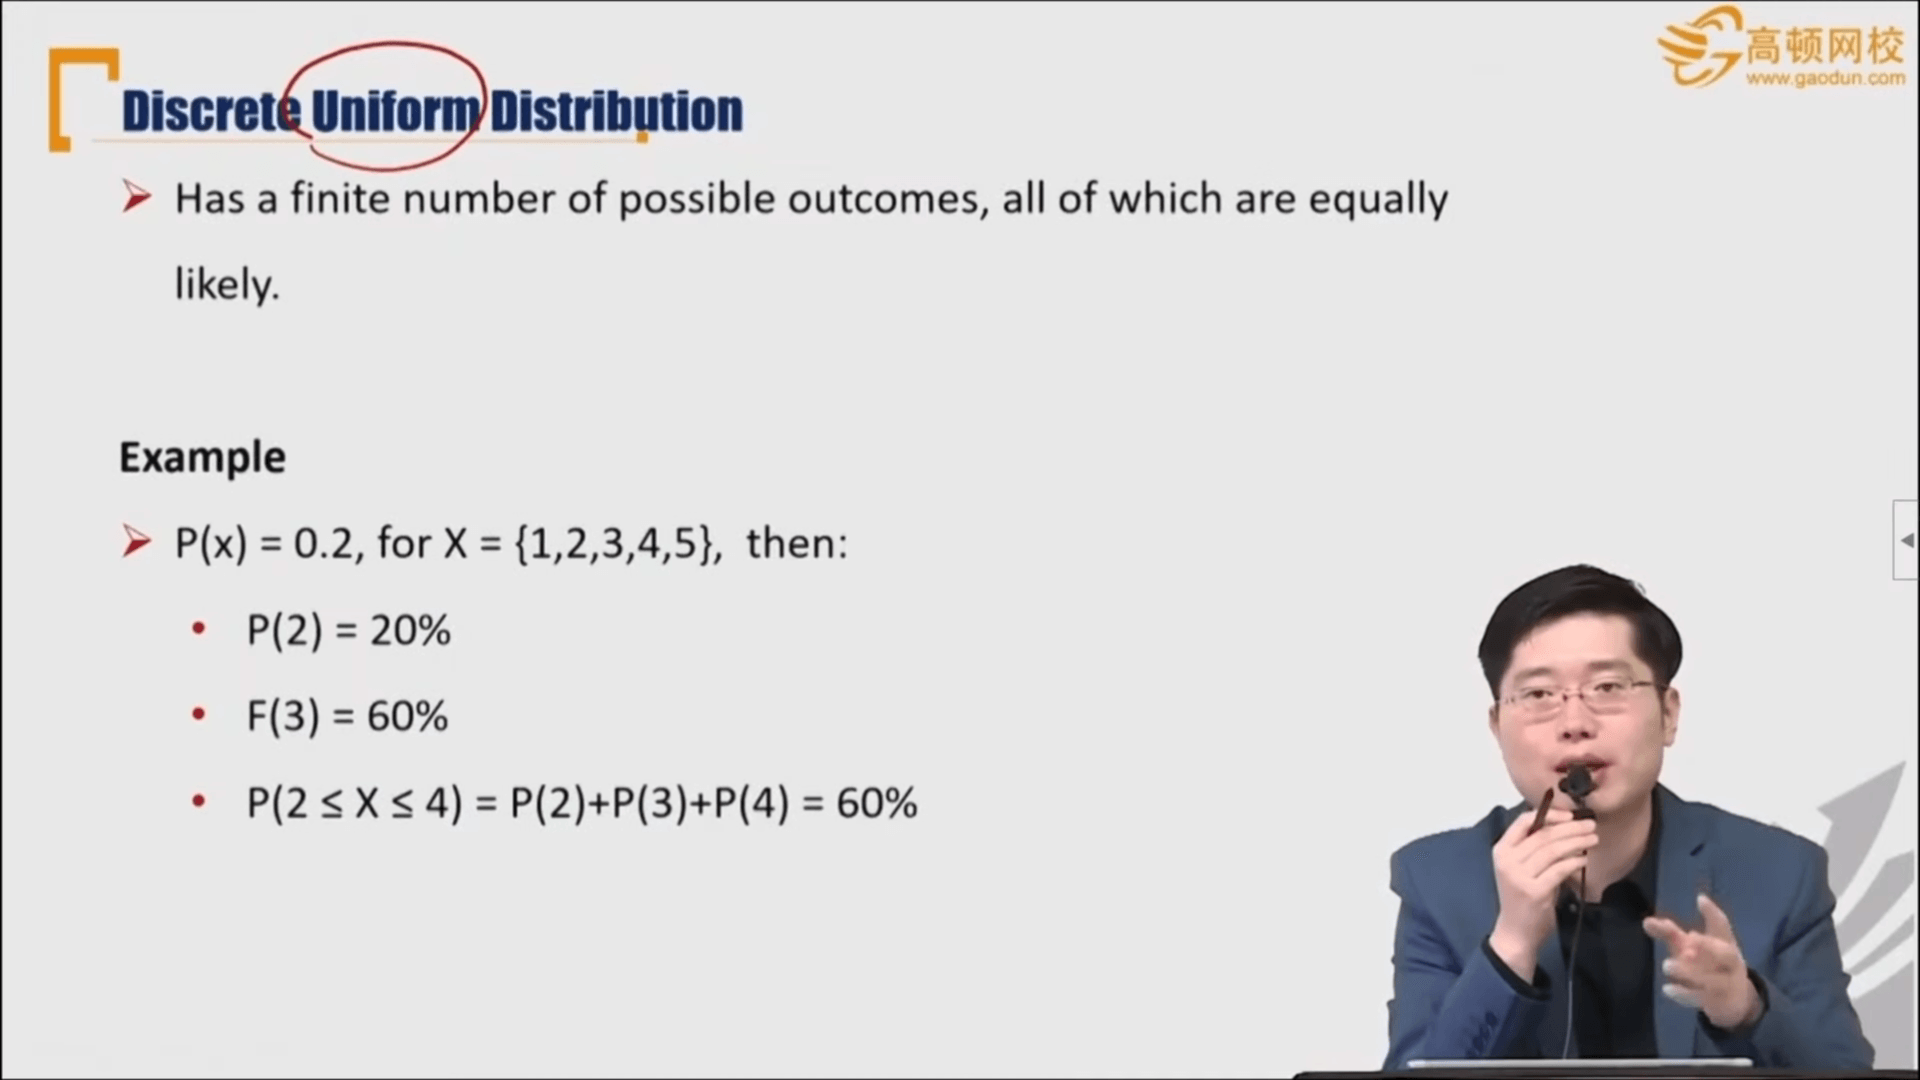 高顿网校
www.gaodun.com
Discrete Uniform Distribution
Has a finite number of possible outcomes, all of which are equally
likely.
Example
P(x) = 0.2, for X = {1,2,3,4,5}, then:
• P(2) = 20%
• F(3) = 60%
• P(2 ≤ X ≤ 4) = P(2)+P(3)+P(4) = 60%